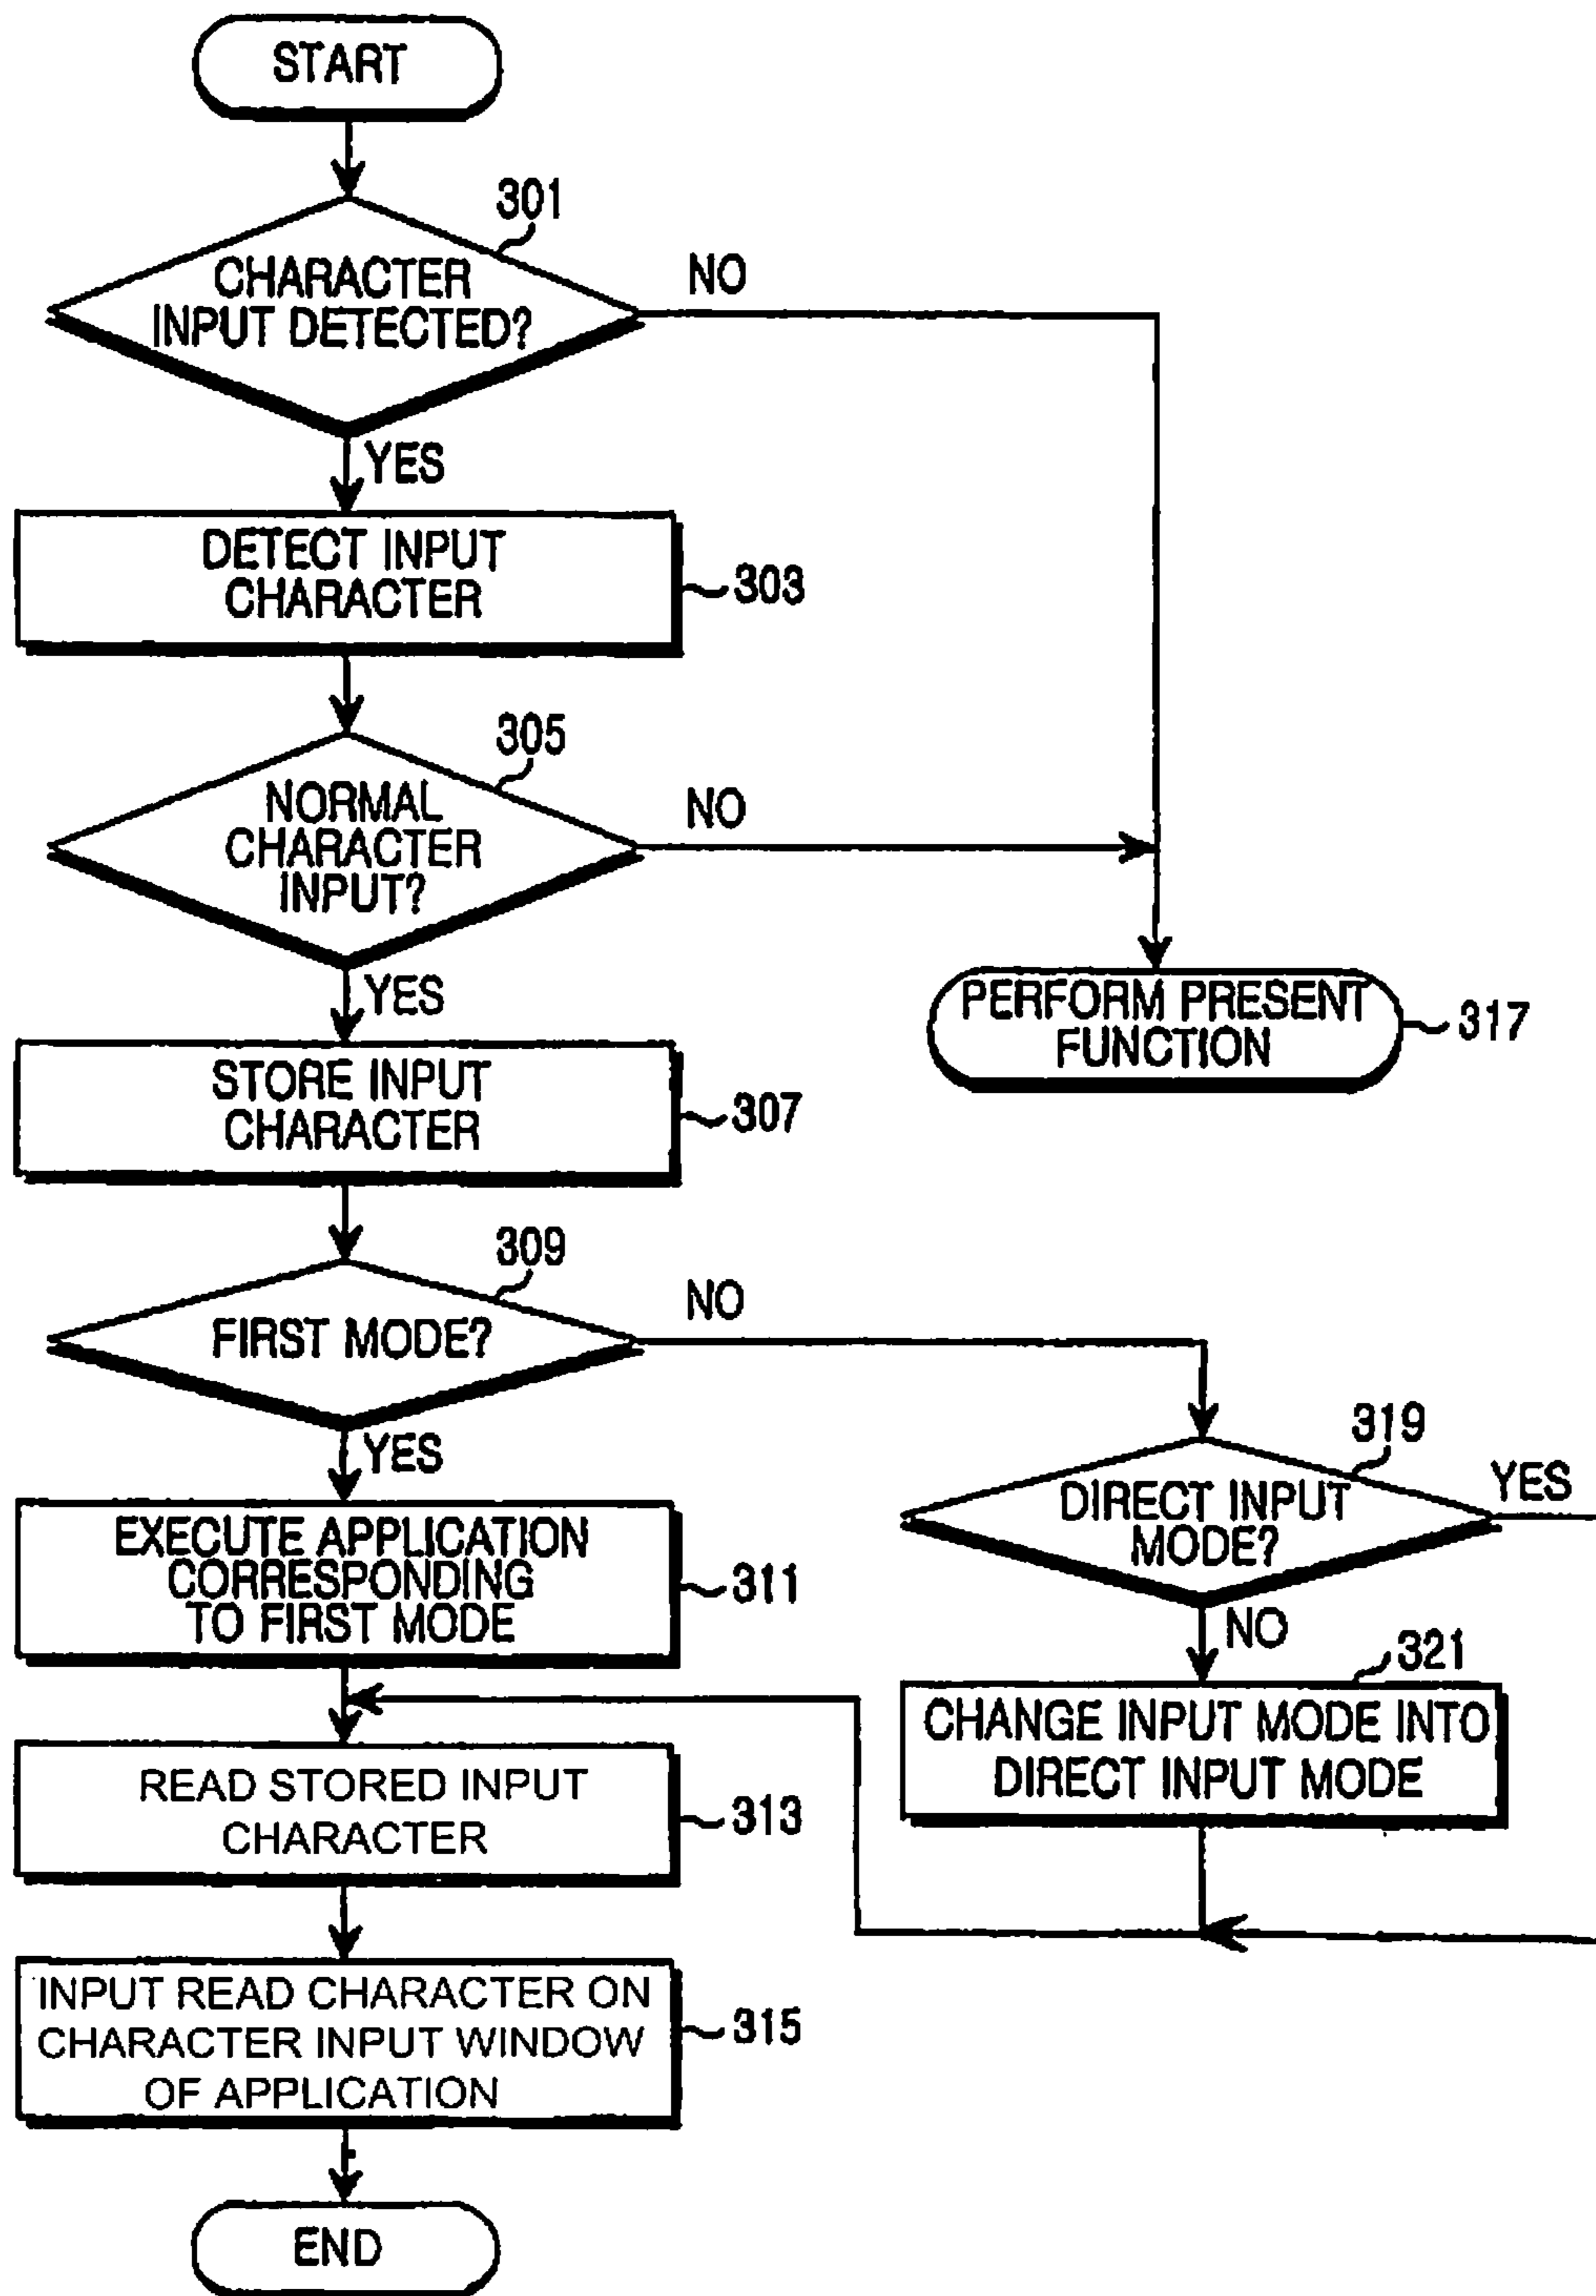 START
301
CHARACTER
INPUT DETECTED?
NO
YES
DETECT INPUT
CHARACTER
303
305
NORMAL
CHARACTER
INPUT?
NO
YES
PERFORM PRESENT
FUNCTION
317
STORE INPUT
CHARACTER
307
309
FIRST MODE?
NO
YES
319
DIRECT INPUT
MODE?
YES
NO
EXECUTE APPLICATION
CORRESPONDING
TO FIRST MODE
311
321
CHANGE INPUT MODE INTO
DIRECT INPUT MODE
READ STORED INPUT
CHARACTER
313
INPUT READ CHARACTER ON
CHARACTER INPUT WINDOW
OF APPLICATION
315
END